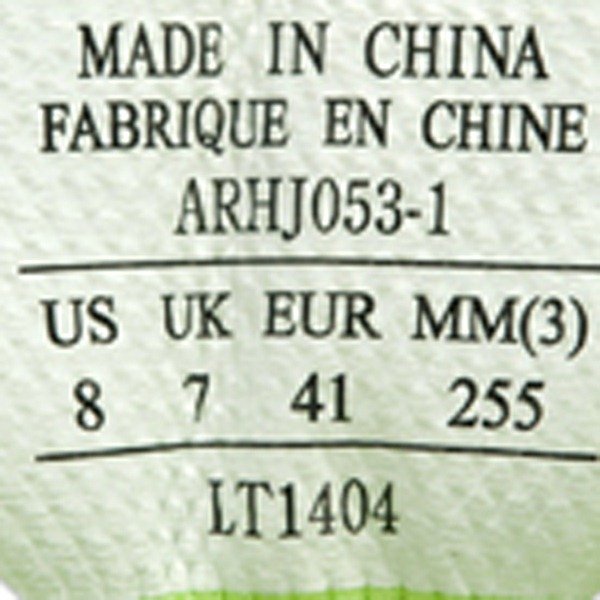 MADE IN CHINA
FABRIQUE EN CHINE
ARHJ053-1
US UK EUR MM(3)
8 7 41 255
LT1404